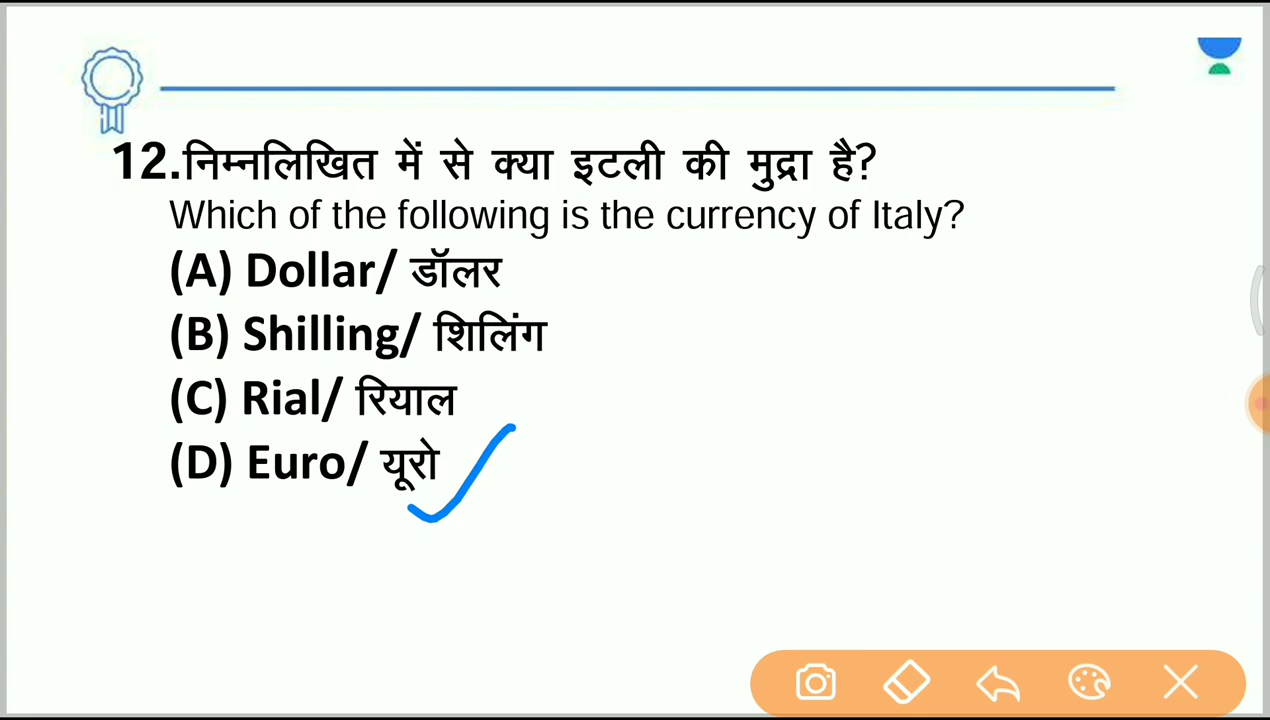 12.निम्नलिखित में से क्या इटली की मुद्रा है?
Which of the following is the currency of Italy?
(A) Dollar/ डॉलर
(B) Shilling/ शिलिंग
(C) Rial/ रियाल
(D) Euro/ यूरो